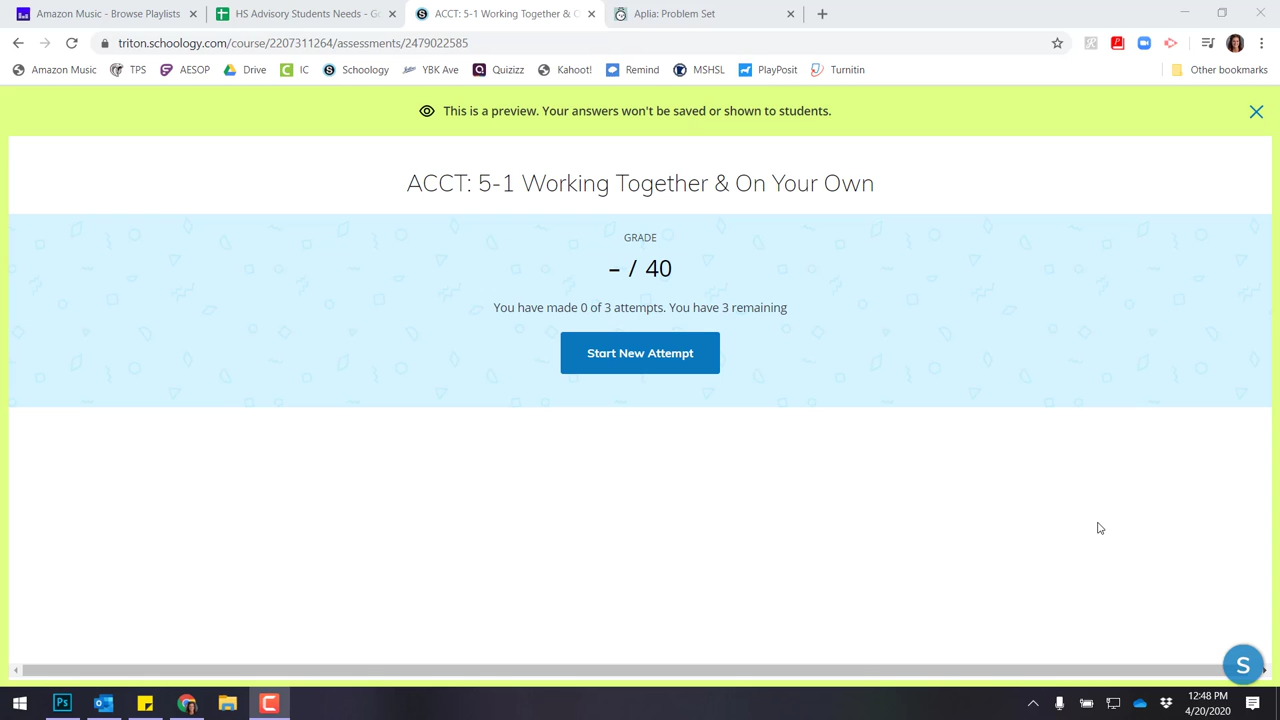 Amazon Music - Browse Playlists
HS Advisory Students Needs - G
ACCT: 5-1 Working Together & O
Aplia: Problem Set
triton.schoology.com/course/2207311264/assessments/2479022585
Amazon Music
TPS
AESOP
Drive
IC
Schoology
YBK Ave
Quizizz
Kahoot!
Remind
MSHSL
PlayPosit
Turnitin
Other bookmarks
This is a preview. Your answers won't be saved or shown to students.
ACCT: 5-1 Working Together & On Your Own
GRADE
– / 40
You have made 0 of 3 attempts. You have 3 remaining
Start New Attempt
S
Ps
12:48 PM
4/20/2020